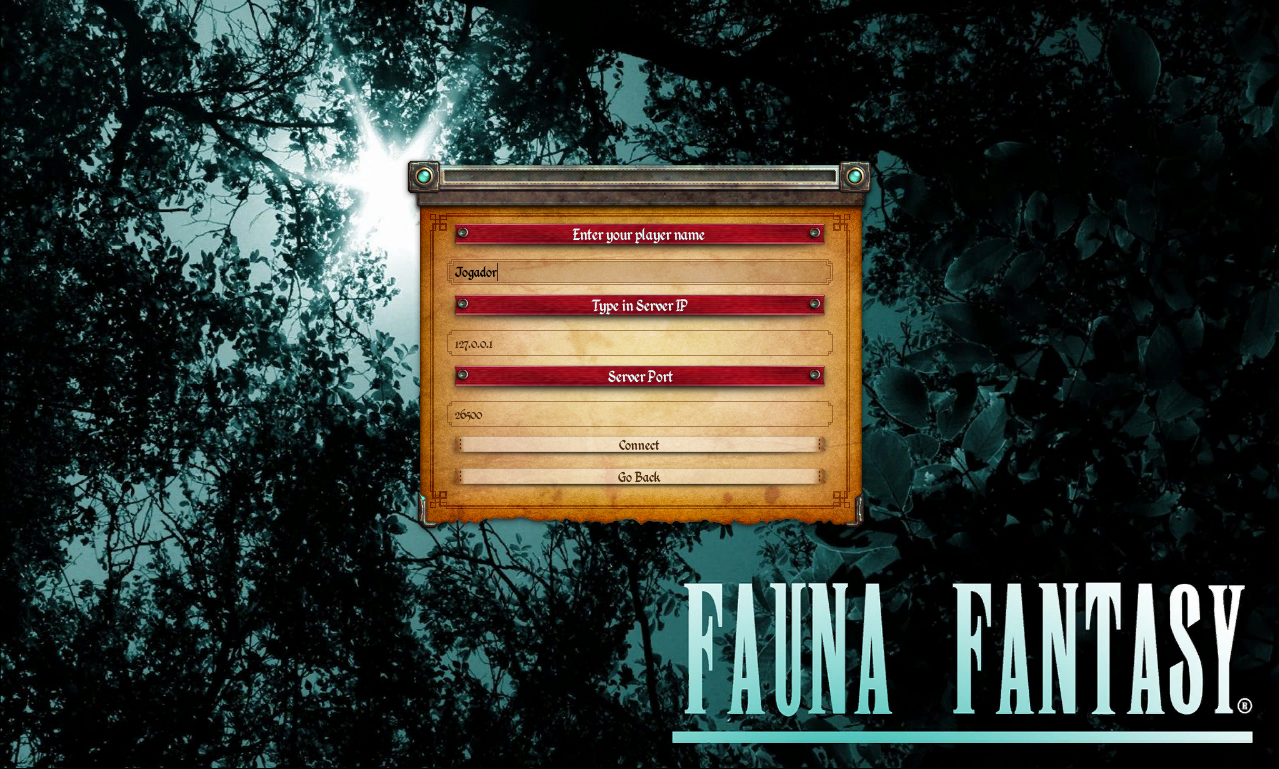 Enter your player name
Jogador
Type in Server IP
127.0.0.1
Server Port
26500
Connect
Go Back
FAUNA FANTASY®